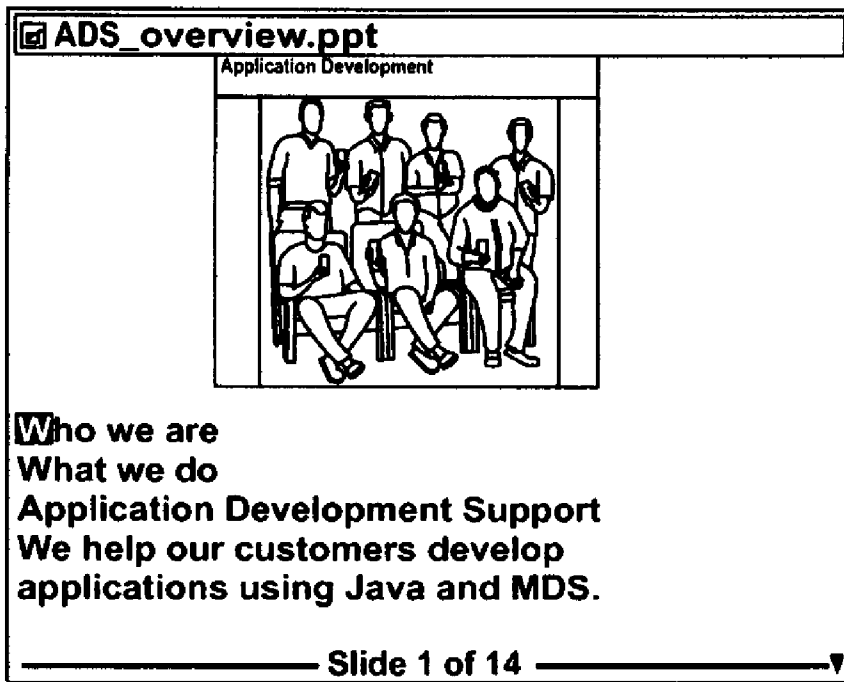 ADS_overview.ppt
Application Development
Who we are
What we do
Application Development Support
We help our customers develop
applications using Java and MDS.
Slide 1 of 14